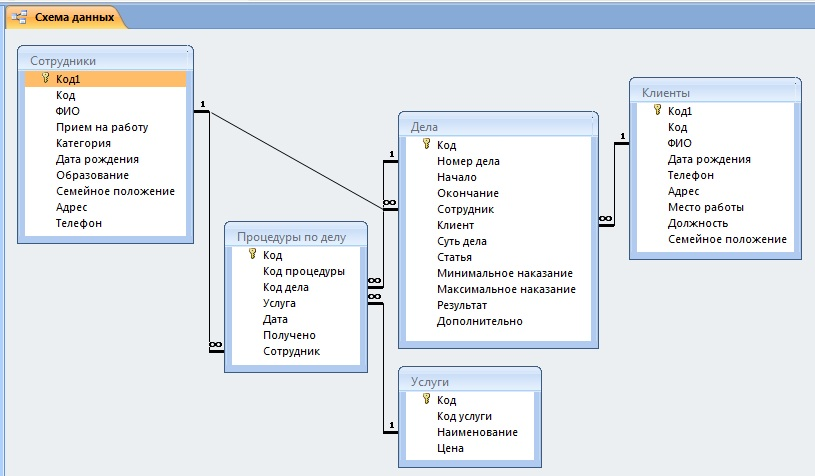 Схема данных
Сотрудники
Код1
Код
ФИО
Прием на работу
Категория
Дата рождения
Образование
Семейное положение
Адрес
Телефон
1
∞
Процедуры по делу
Код
Код процедуры
Код дела
Услуга
Дата
Получено
Сотрудник
∞
∞
1
∞
1
Дела
Код
Номер дела
Начало
Окончание
Сотрудник
Клиент
Суть дела
Статья
Минимальное наказание
Максимальное наказание
Результат
Дополнительно
∞
1
Услуги
Код
Код услуги
Наименование
Цена
Клиенты
Код1
Код
ФИО
Дата рождения
Телефон
Адрес
Место работы
Должность
Семейное положение